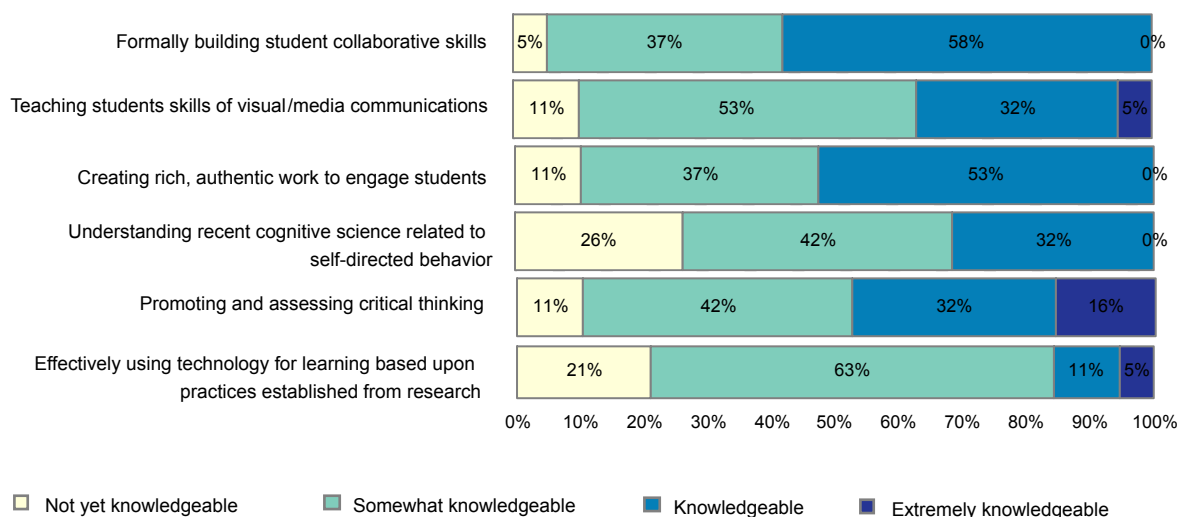 Formally building student collaborative skills 5% 37% 58% 0%
Teaching students skills of visual/media communications 11% 53% 32% 5%
Creating rich, authentic work to engage students 11% 37% 53% 0%
Understanding recent cognitive science related to
self-directed behavior 26% 42% 32% 0%
Promoting and assessing critical thinking 11% 42% 32% 16%
Effectively using technology for learning based upon
practices established from research 21% 63% 11% 5%
0% 10% 20% 30% 40% 50% 60% 70% 80% 90% 100%
Not yet knowledgeable Somewhat knowledgeable Knowledgeable Extremely knowledgeable